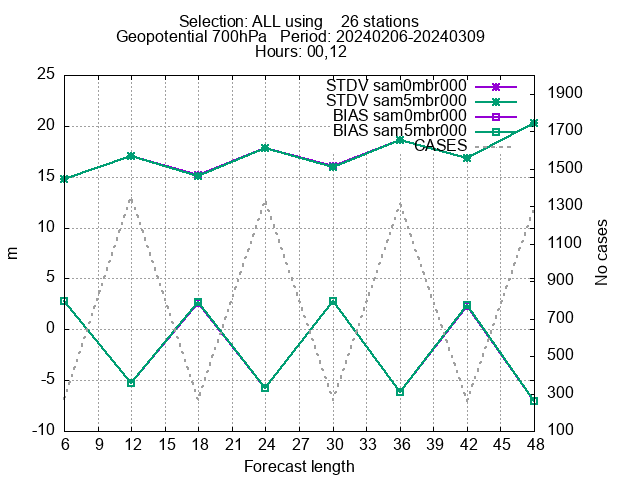 Selection: ALL using    26 stations
Geopotential 700hPa   Period: 20240206-20240309
Hours: 00,12
STDV sam0mbr000
STDV sam5mbr000
BIAS sam0mbr000
BIAS sam5mbr000
CASES
25
20
15
10
5
0
-5
-10
m
1900
1700
1500
1300
1100
900
700
500
300
100
No cases
6 9 12 15 18 21 24 27 30 33 36 39 42 45 48
Forecast length